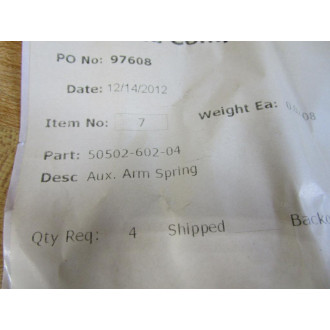 PO No: 97608
Date: 12/14/2012
Item No: 7 Weight Ea:
Part: 50502-602-04
Desc Aux. Arm Spring
Qty Req: 4 Shipped